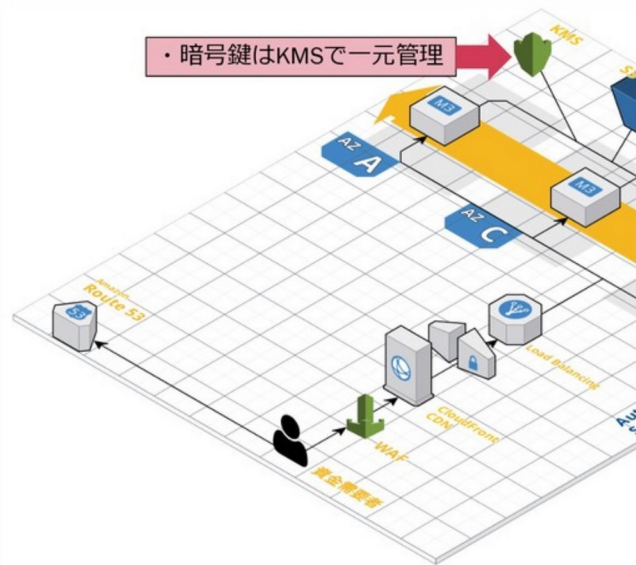 ・暗号鍵はKMSで一元管理
KMS
M3
AZ
A
M3
AZ
C
Amazon
Route 53
53
Load Balancing
CloudFront
CDN
WAF
資金需要者